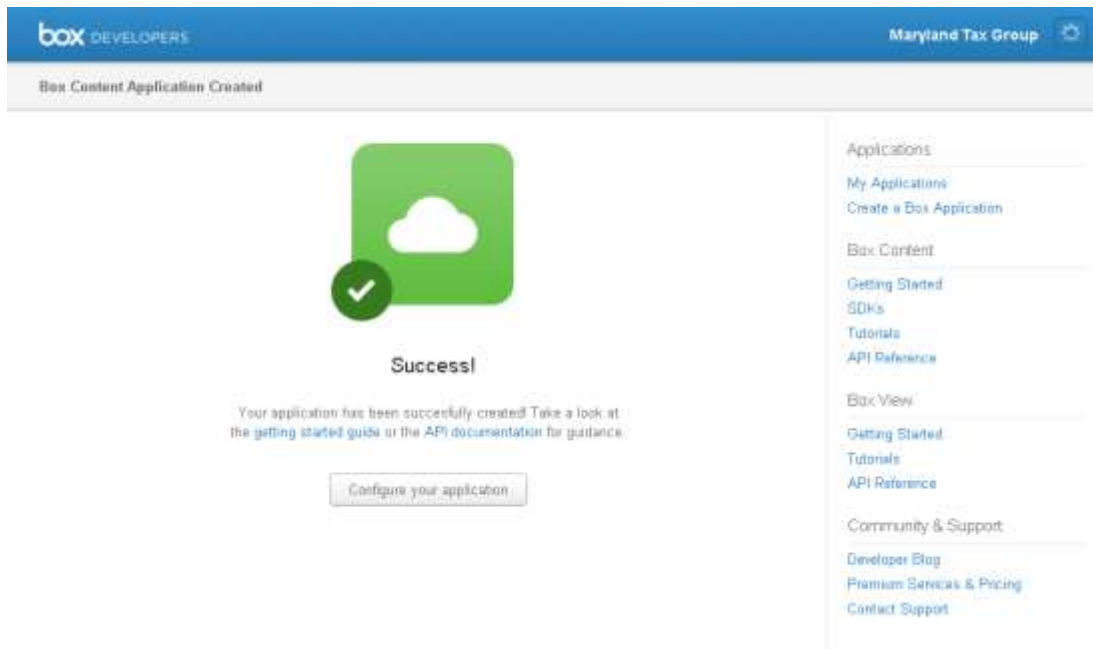 box DEVELOPERS
Maryland Tax Group
Box Content Application Created
Success!
Your application has been succesfully created! Take a look at
the getting started guide or the API documentation for guidance.
Configure your application
Applications
My Applications
Create a Box Application
Box Content
Getting Started
SDKs
Tutorials
API Reference
Box View
Getting Started
Tutorials
API Reference
Community & Support
Developer Blog
Premium Services & Pricing
Contact Support